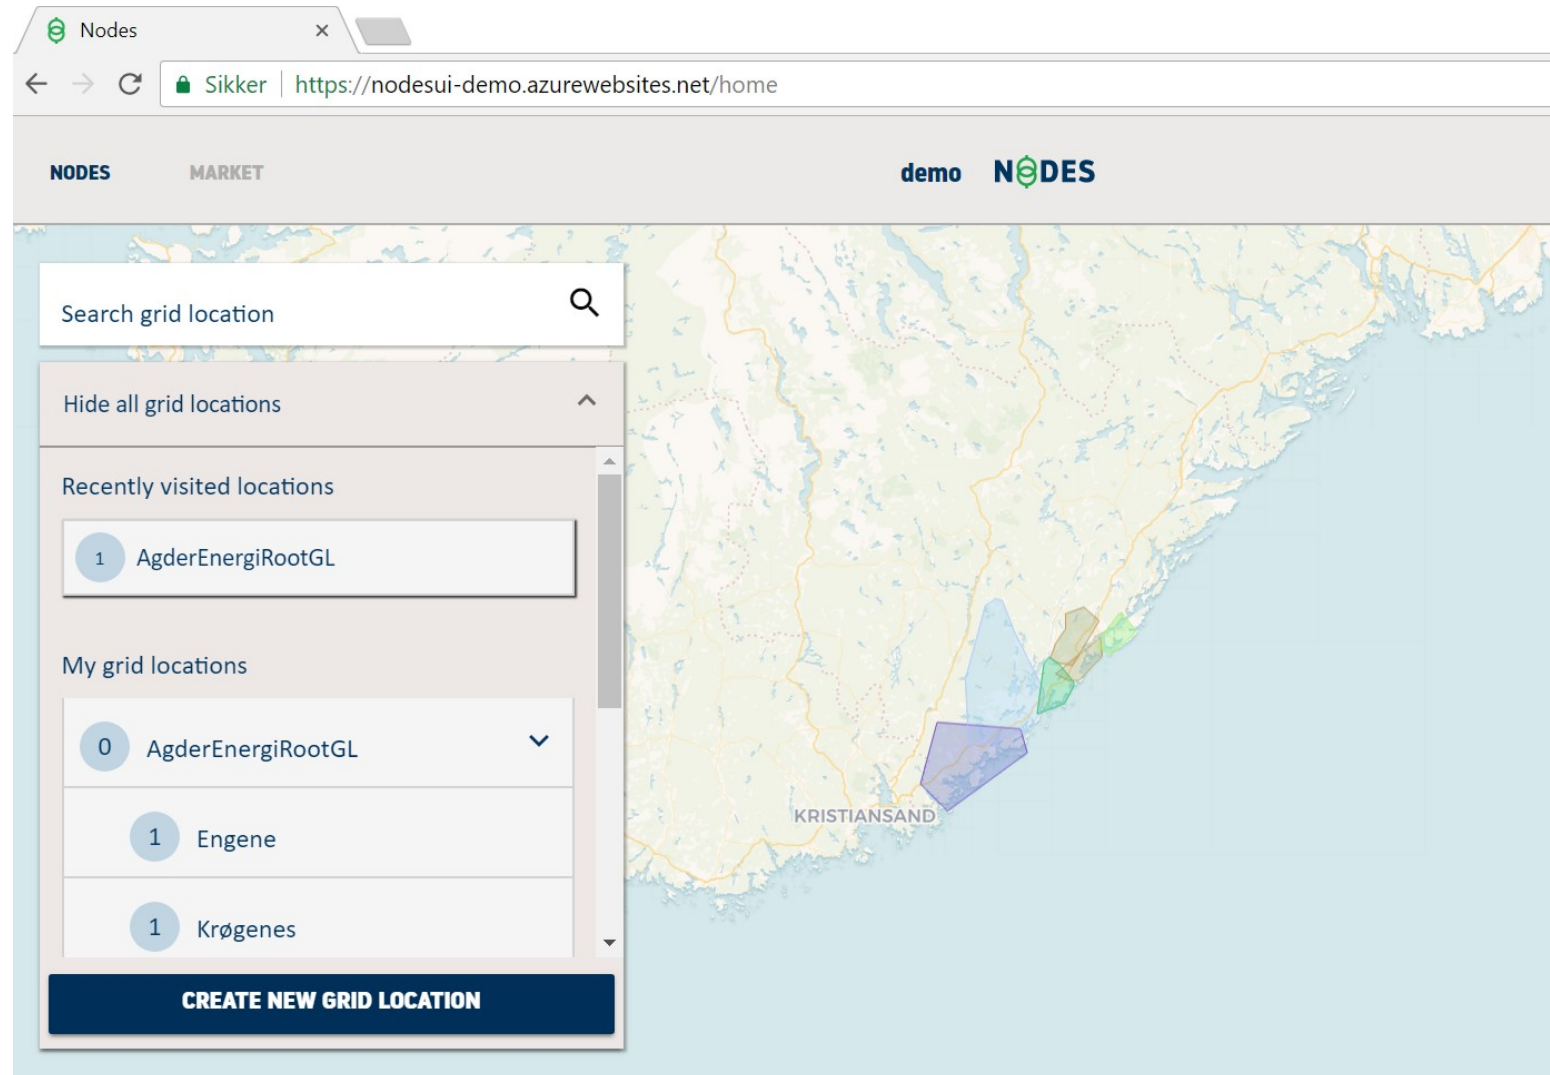 Nodes
Sikker https://nodesui-demo.azurewebsites.net/home
NODES MARKET demo NODES
Search grid location
Hide all grid locations
Recently visited locations
1 AgderEnergiRootGL
My grid locations
0 AgderEnergiRootGL
1 Engene
1 Krøgenes
CREATE NEW GRID LOCATION
KRISTIANSAND